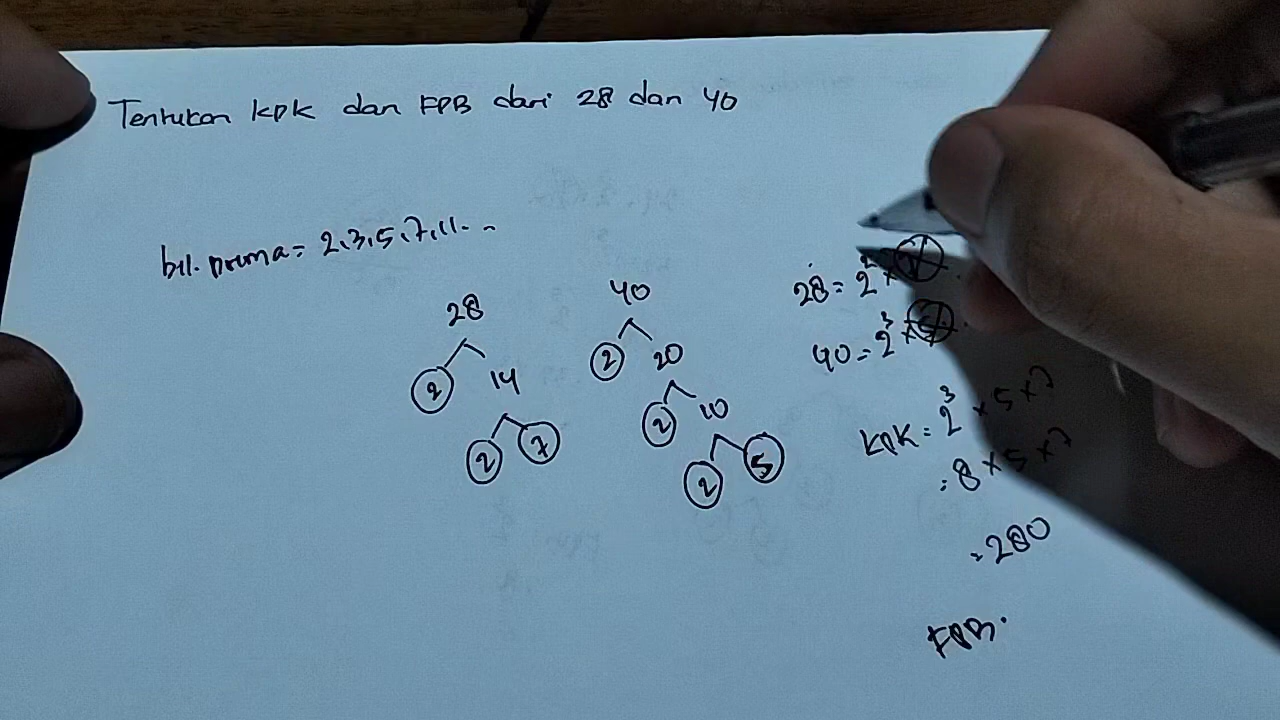 Tentukan KPK dan FPB dari 28 dan 40
bil. prima = 2,3,5,7,11...
28
2 14
2 7
40
2 20
2 10
2 5
28 = 2² × 7
40 = 2³ × 5
KPK = 2³ × 5 × 7
= 8 × 5 × 7
= 280
FPB